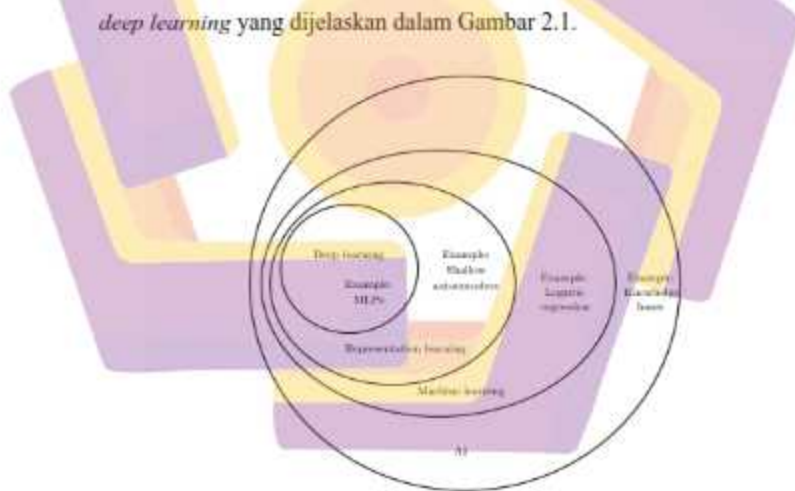 deep learning yang dijelaskan dalam Gambar 2.1.
Deep learning
Example:
MLPs
Example:
Shallow
autoencoders
Example:
Logistic
regression
Example:
Knowledge
bases
Representation learning
Machine learning
AI